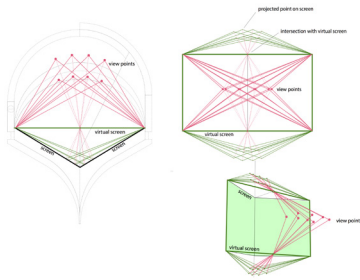 projected point on screen
intersection with virtual screen
view points
view points
virtual screen
screen
screen
virtual screen
screen
virtual screen
view point